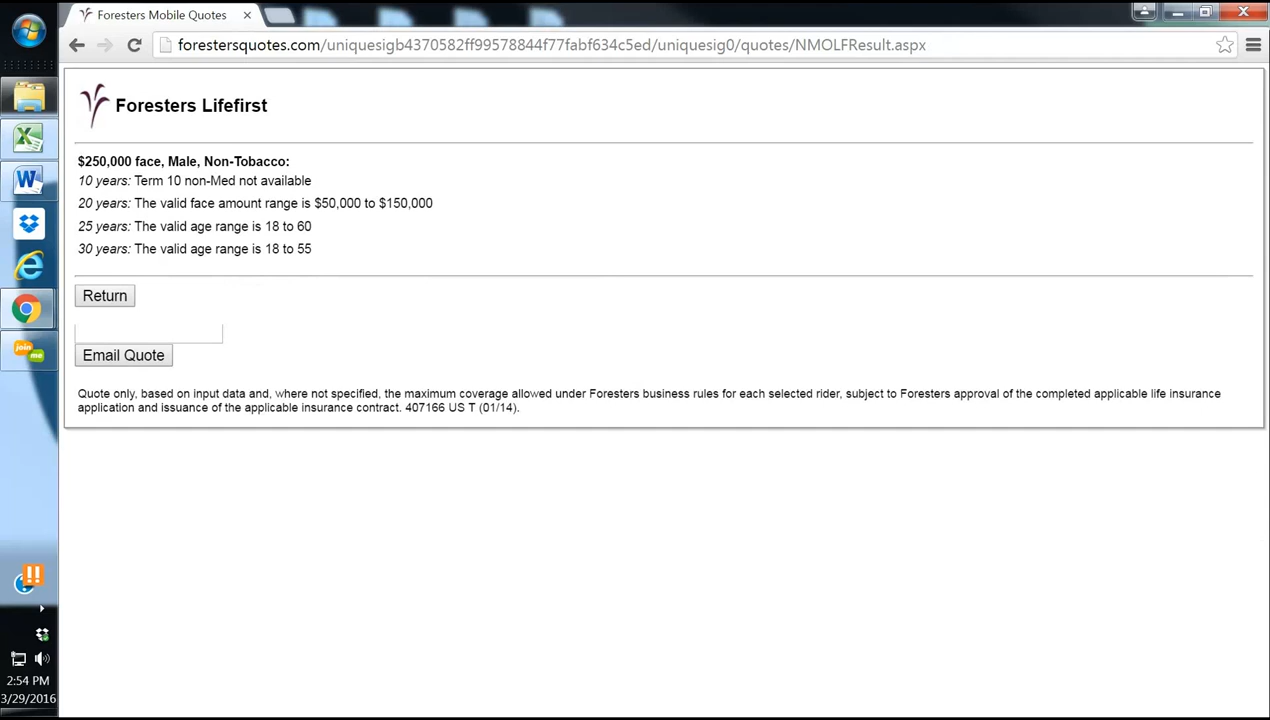 Foresters Mobile Quotes
forestersquotes.com/uniquesigb4370582ff99578844f77fabf634c5ed/uniquesig0/quotes/NMOLFResult.aspx
Foresters Lifefirst
$250,000 face, Male, Non-Tobacco:
10 years: Term 10 non-Med not available
20 years: The valid face amount range is $50,000 to $150,000
25 years: The valid age range is 18 to 60
30 years: The valid age range is 18 to 55
Return
Email Quote
Quote only, based on input data and, where not specified, the maximum coverage allowed under Foresters business rules for each selected rider, subject to Foresters approval of the completed applicable life insurance
application and issuance of the applicable insurance contract. 407166 US T (01/14).
join
me
2:54 PM
3/29/2016